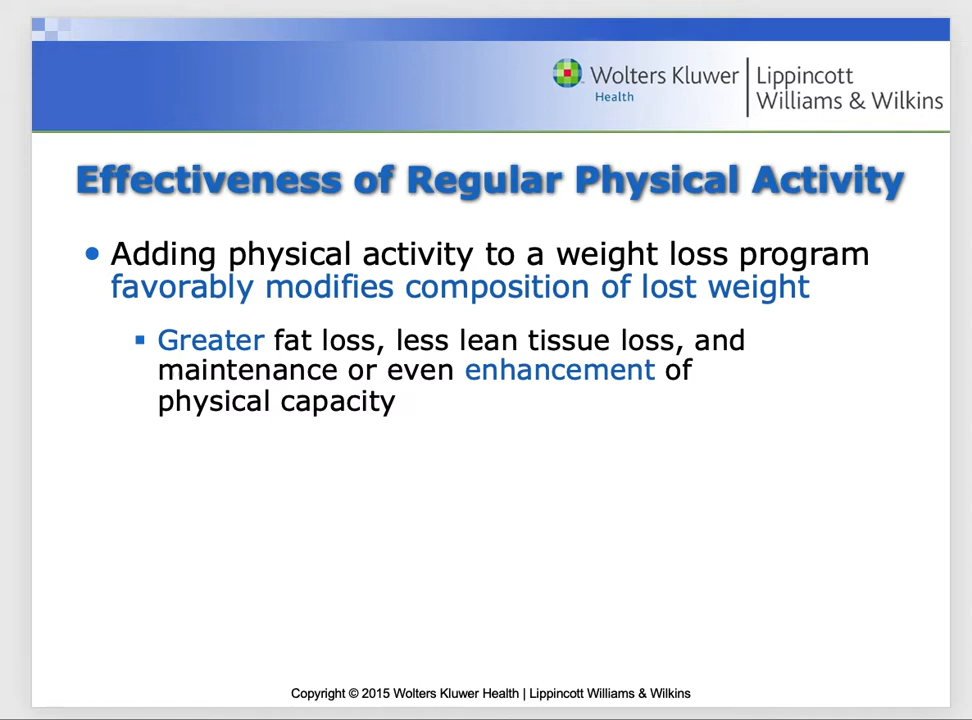 Wolters Kluwer
Health
Lippincott
Williams & Wilkins
Effectiveness of Regular Physical Activity
• Adding physical activity to a weight loss program
favorably modifies composition of lost weight
▪ Greater fat loss, less lean tissue loss, and
maintenance or even enhancement of
physical capacity
Copyright © 2015 Wolters Kluwer Health | Lippincott Williams & Wilkins